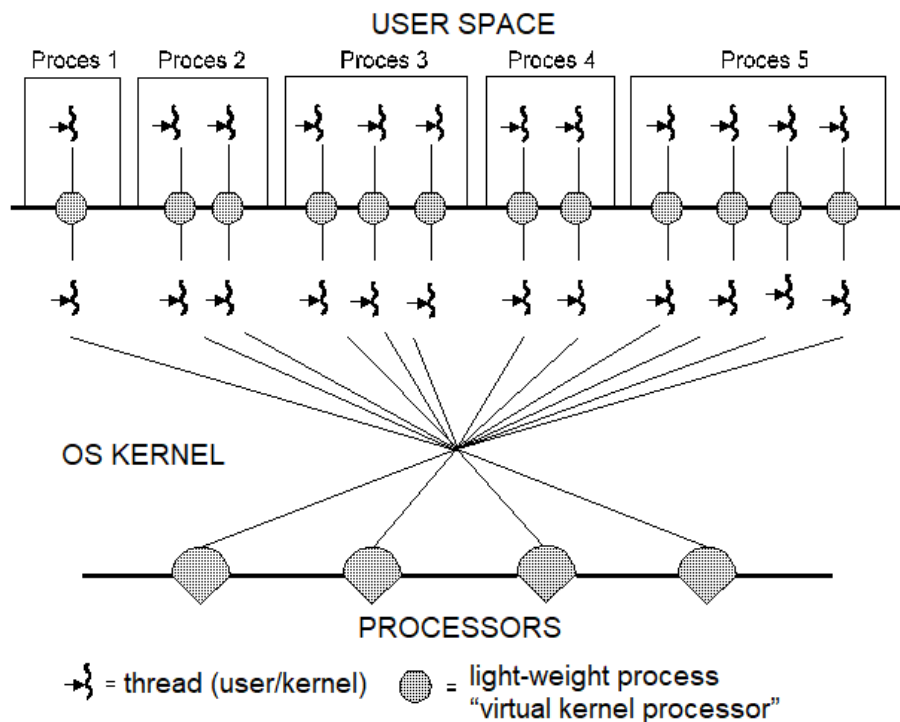 USER SPACE
Proces 1 Proces 2 Proces 3 Proces 4 Proces 5
OS KERNEL
PROCESSORS
= thread (user/kernel)
= light-weight process
“virtual kernel processor”